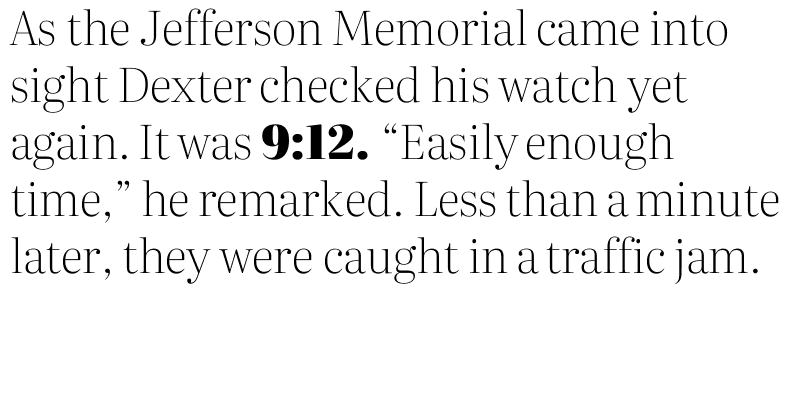 As the Jefferson Memorial came into
sight Dexter checked his watch yet
again. It was 9:12. “Easily enough
time,” he remarked. Less than a minute
later, they were caught in a traffic jam.